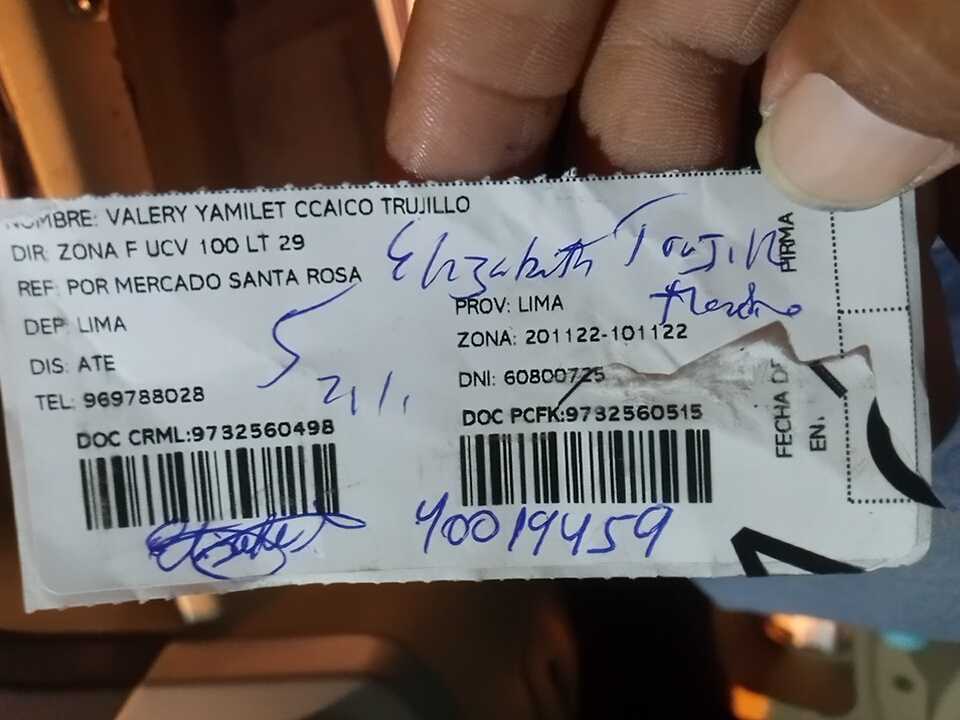 NOMBRE: VALERY YAMILET CCAICO TRUJILLO
DIR: ZONA F UCV 100 LT 29
Elizabeth Trujillo
REF: POR MERCADO SANTA ROSA
DEP: LIMA
PROV: LIMA
ZONA: 201122-101122
DIS: ATE
TEL: 969788028
DNI: 60800725
DOC CRML:9732560498
DOC PCFK:9732560515
40019459
FIRMA
FECHA DE
EN.